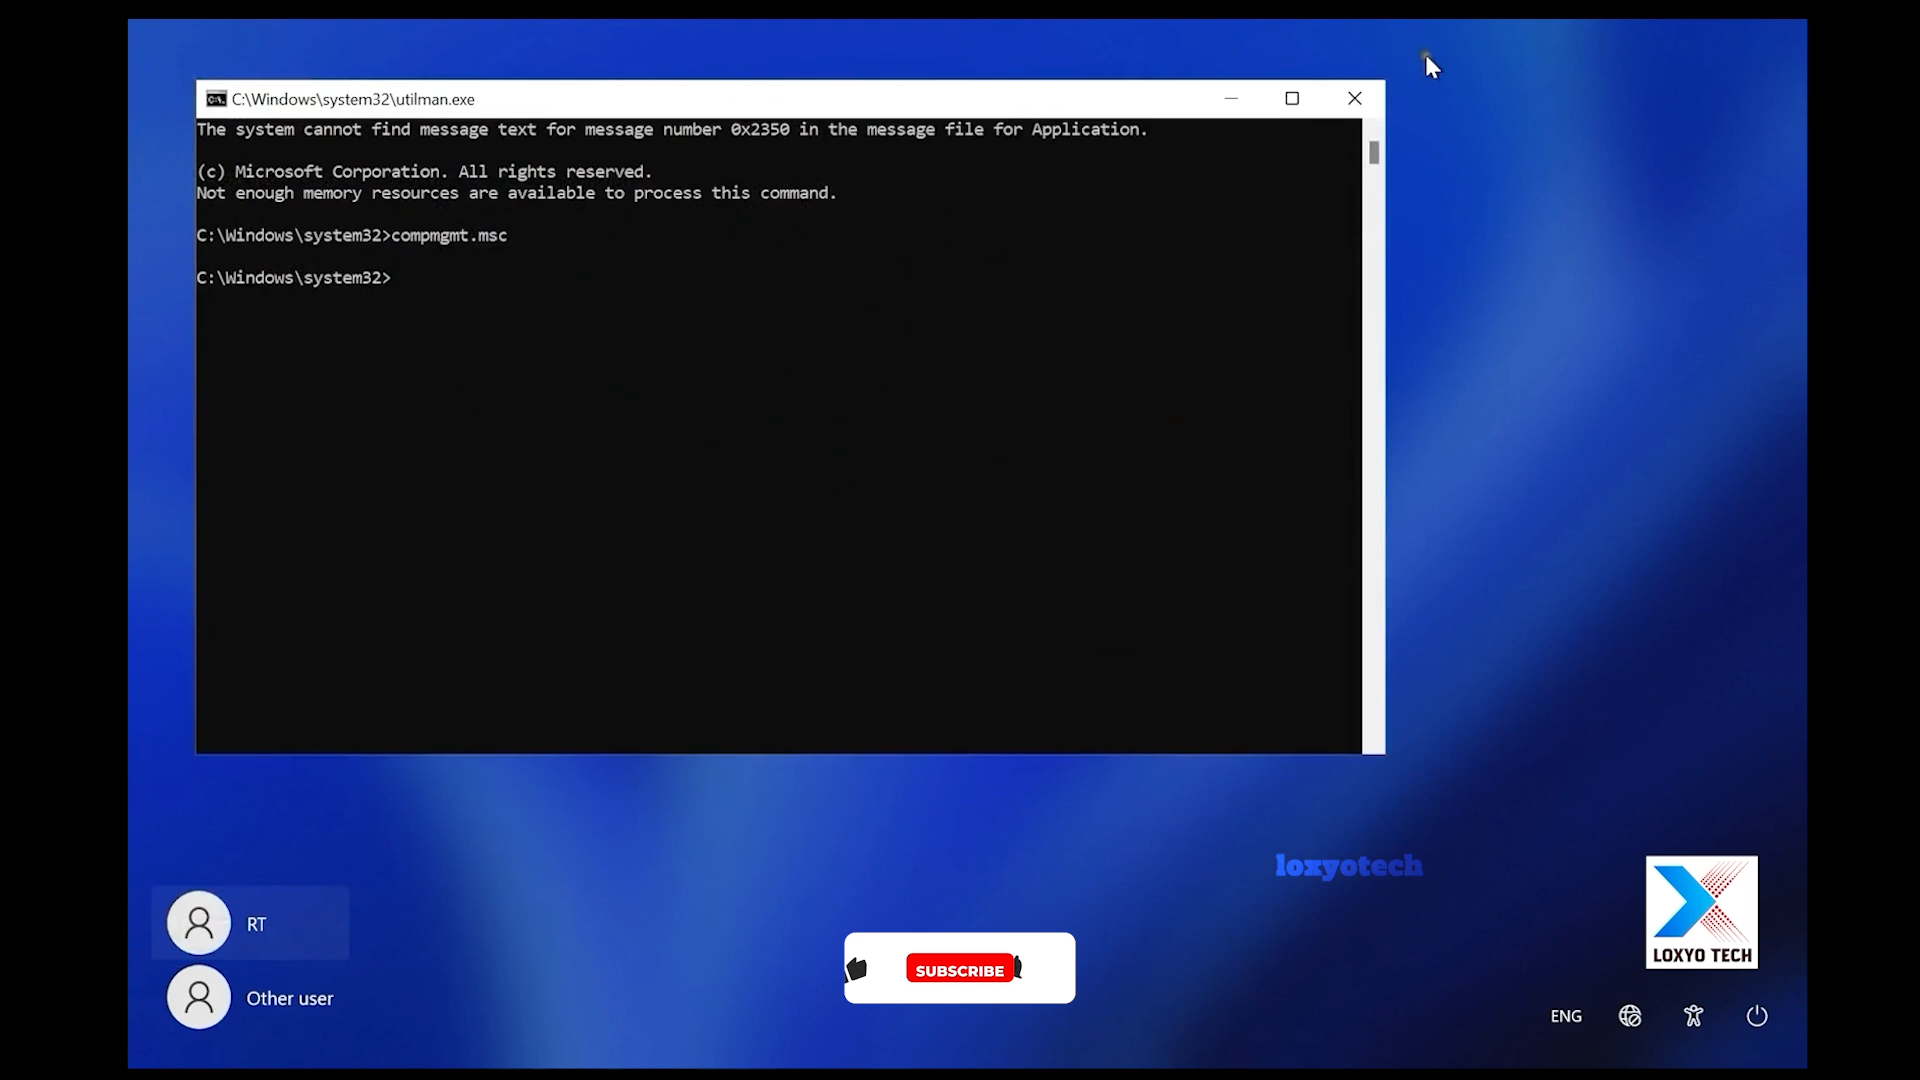 C:\Windows\system32\utilman.exe
The system cannot find message text for message number 0x2350 in the message file for Application.
(c) Microsoft Corporation. All rights reserved.
Not enough memory resources are available to process this command.
C:\Windows\system32>compmgmt.msc
C:\Windows\system32>
loxyotech
LOXYO TECH
RT
SUBSCRIBE
Other user
ENG